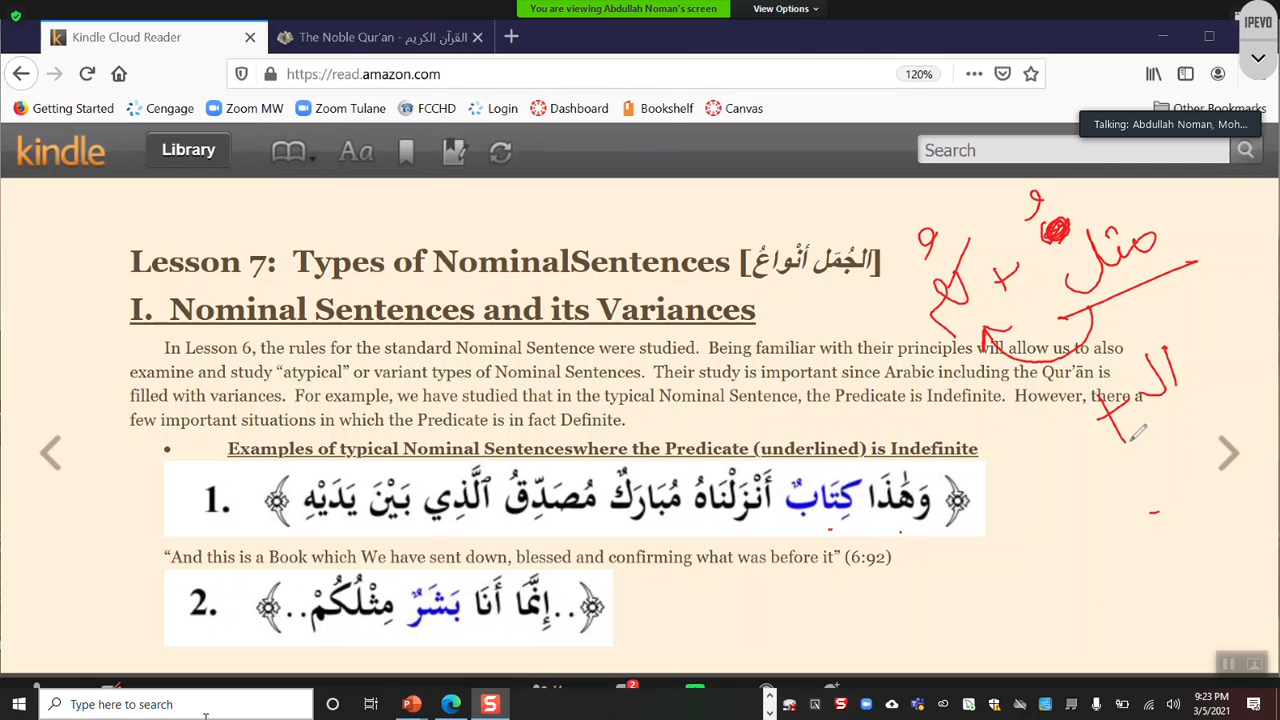 You are viewing Abdullah Noman's screen View Options
IPEVO
Kindle Cloud Reader The Noble Qur'an - القرآن الكريم
https://read.amazon.com 120%
Getting Started Cengage Zoom MW Zoom Tulane FCCHD Login Dashboard Bookshelf Canvas Other Bookmarks
Talking: Abdullah Noman, Moh...
kindle Library Aa Search
Lesson 7: Types of NominalSentences [الجُمَل أنْواعُ]
I. Nominal Sentences and its Variances
In Lesson 6, the rules for the standard Nominal Sentence were studied. Being familiar with their principles will allow us to also
examine and study “atypical” or variant types of Nominal Sentences. Their study is important since Arabic including the Qur’ān is
filled with variances. For example, we have studied that in the typical Nominal Sentence, the Predicate is Indefinite. However, there a
few important situations in which the Predicate is in fact Definite.
• Examples of typical Nominal Sentenceswhere the Predicate (underlined) is Indefinite
1. ﴿ وَهَٰذَا كِتَابٌ أَنْزَلْنَاهُ مُبَارَكٌ مُصَدِّقُ ٱلَّذِي بَيْنَ يَدَيْهِ ﴾
“And this is a Book which We have sent down, blessed and confirming what was before it” (6:92)
2. ﴿..إِنَّمَا أَنَا بَشَرٌ مِثْلُكُمْ..﴾
مثل + كم
ال +
Type here to search
2
9:23 PM
3/5/2021